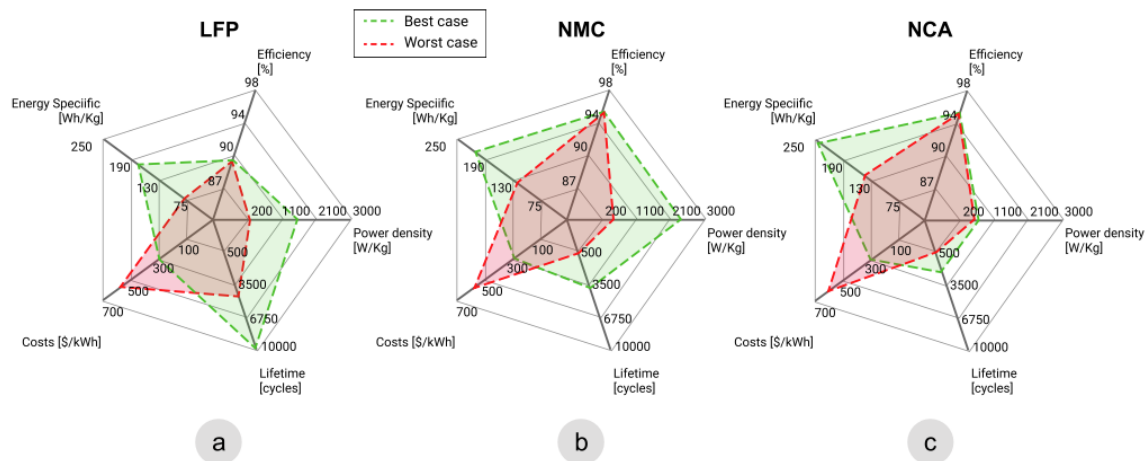 LFP
Best case
Worst case
NMC
NCA
Efficiency
[%]
98
94
90
87
Energy Speciific
[Wh/Kg]
250
190
130
75
200
1100
2100
3000
Power density
[W/Kg]
100
300
500
700
Costs [$/kWh]
500
8500
6750
10000
Lifetime
[cycles]
a
Efficiency
[%]
98
94
90
87
Energy Speciific
[Wh/Kg]
250
190
130
75
200
1100
2100
3000
Power density
[W/Kg]
100
300
500
700
Costs [$/kWh]
500
3500
6750
10000
Lifetime
[cycles]
b
Efficiency
[%]
98
94
90
87
Energy Speciific
[Wh/Kg]
250
190
130
75
200
1100
2100
3000
Power density
[W/Kg]
100
300
500
700
Costs [$/kWh]
500
3500
6750
10000
Lifetime
[cycles]
c